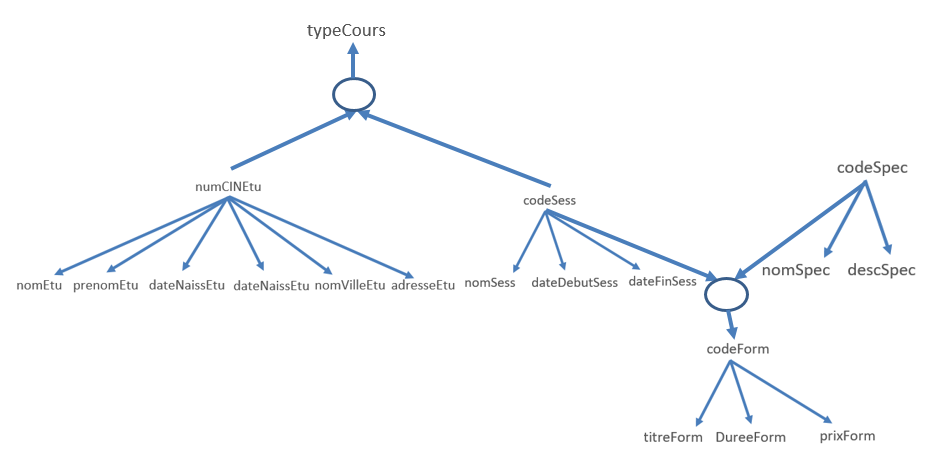 typeCours
codeSpec
numCINEtu
codeSess
nomSpec descSpec
nomEtu prenomEtu dateNaissEtu dateNaissEtu nomVilleEtu adresseEtu nomSess dateDebutSess dateFinSess
codeForm
titreForm DureeForm prixForm